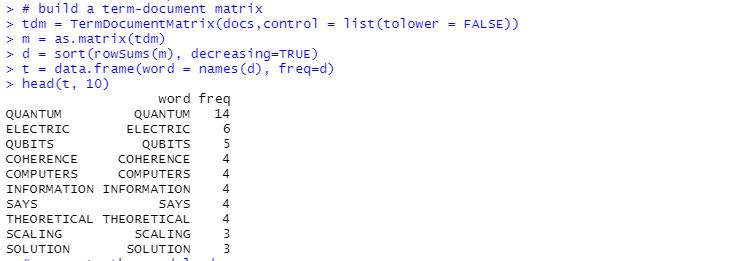 > # build a term-document matrix
> tdm = TermDocumentMatrix(docs,control = list(tolower = FALSE))
> m = as.matrix(tdm)
> d = sort(rowSums(m), decreasing=TRUE)
> t = data.frame(word = names(d), freq=d)
> head(t, 10)
word freq
QUANTUM QUANTUM 14
ELECTRIC ELECTRIC 6
QUBITS QUBITS 5
COHERENCE COHERENCE 4
COMPUTERS COMPUTERS 4
INFORMATION INFORMATION 4
SAYS SAYS 4
THEORETICAL THEORETICAL 4
SCALING SCALING 3
SOLUTION SOLUTION 3